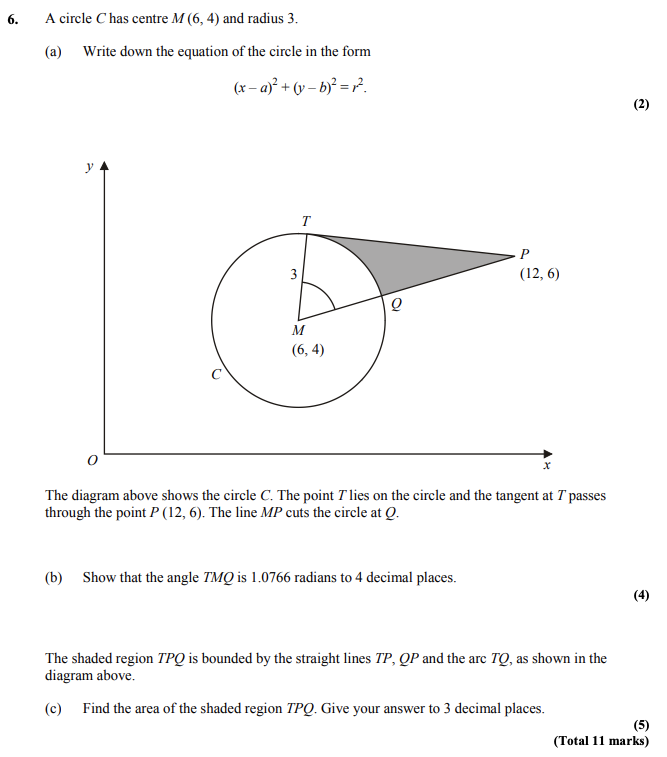 6. A circle C has centre M (6, 4) and radius 3.
(a) Write down the equation of the circle in the form
(x – a)² + (y – b)² = r².
(2)
y
T
P
3
(12, 6)
Q
M
(6, 4)
C
O
x
The diagram above shows the circle C. The point T lies on the circle and the tangent at T passes
through the point P (12, 6). The line MP cuts the circle at Q.
(b) Show that the angle TMQ is 1.0766 radians to 4 decimal places.
(4)
The shaded region TPQ is bounded by the straight lines TP, QP and the arc TQ, as shown in the
diagram above.
(c) Find the area of the shaded region TPQ. Give your answer to 3 decimal places.
(5)
(Total 11 marks)